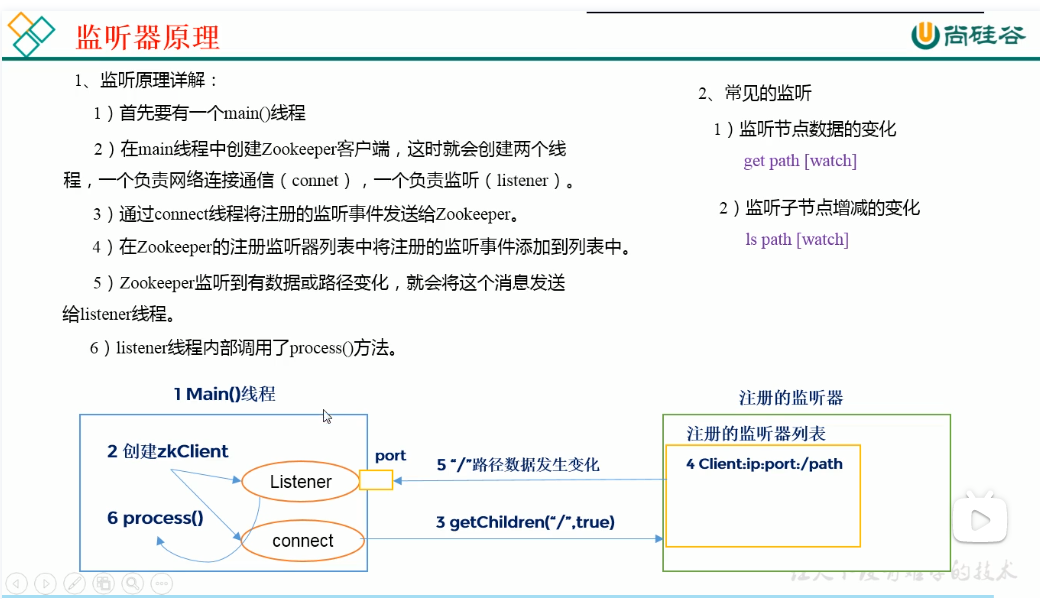 监听器原理
尚硅谷
1、监听原理详解：
1）首先要有一个main()线程
2）在main线程中创建Zookeeper客户端，这时就会创建两个线
程，一个负责网络连接通信（connet），一个负责监听（listener）。
3）通过connect线程将注册的监听事件发送给Zookeeper。
4）在Zookeeper的注册监听器列表中将注册的监听事件添加到列表中。
5）Zookeeper监听到有数据或路径变化，就会将这个消息发送
给listener线程。
6）listener线程内部调用了process()方法。
2、常见的监听
1）监听节点数据的变化
get path [watch]
2）监听子节点增减的变化
ls path [watch]
1 Main()线程
2 创建zkClient
Listener
port
6 process()
connect
5 “/”路径数据发生变化
3 getChildren(“/”,true)
注册的监听器
注册的监听器列表
4 Client:ip:port:/path
的技术